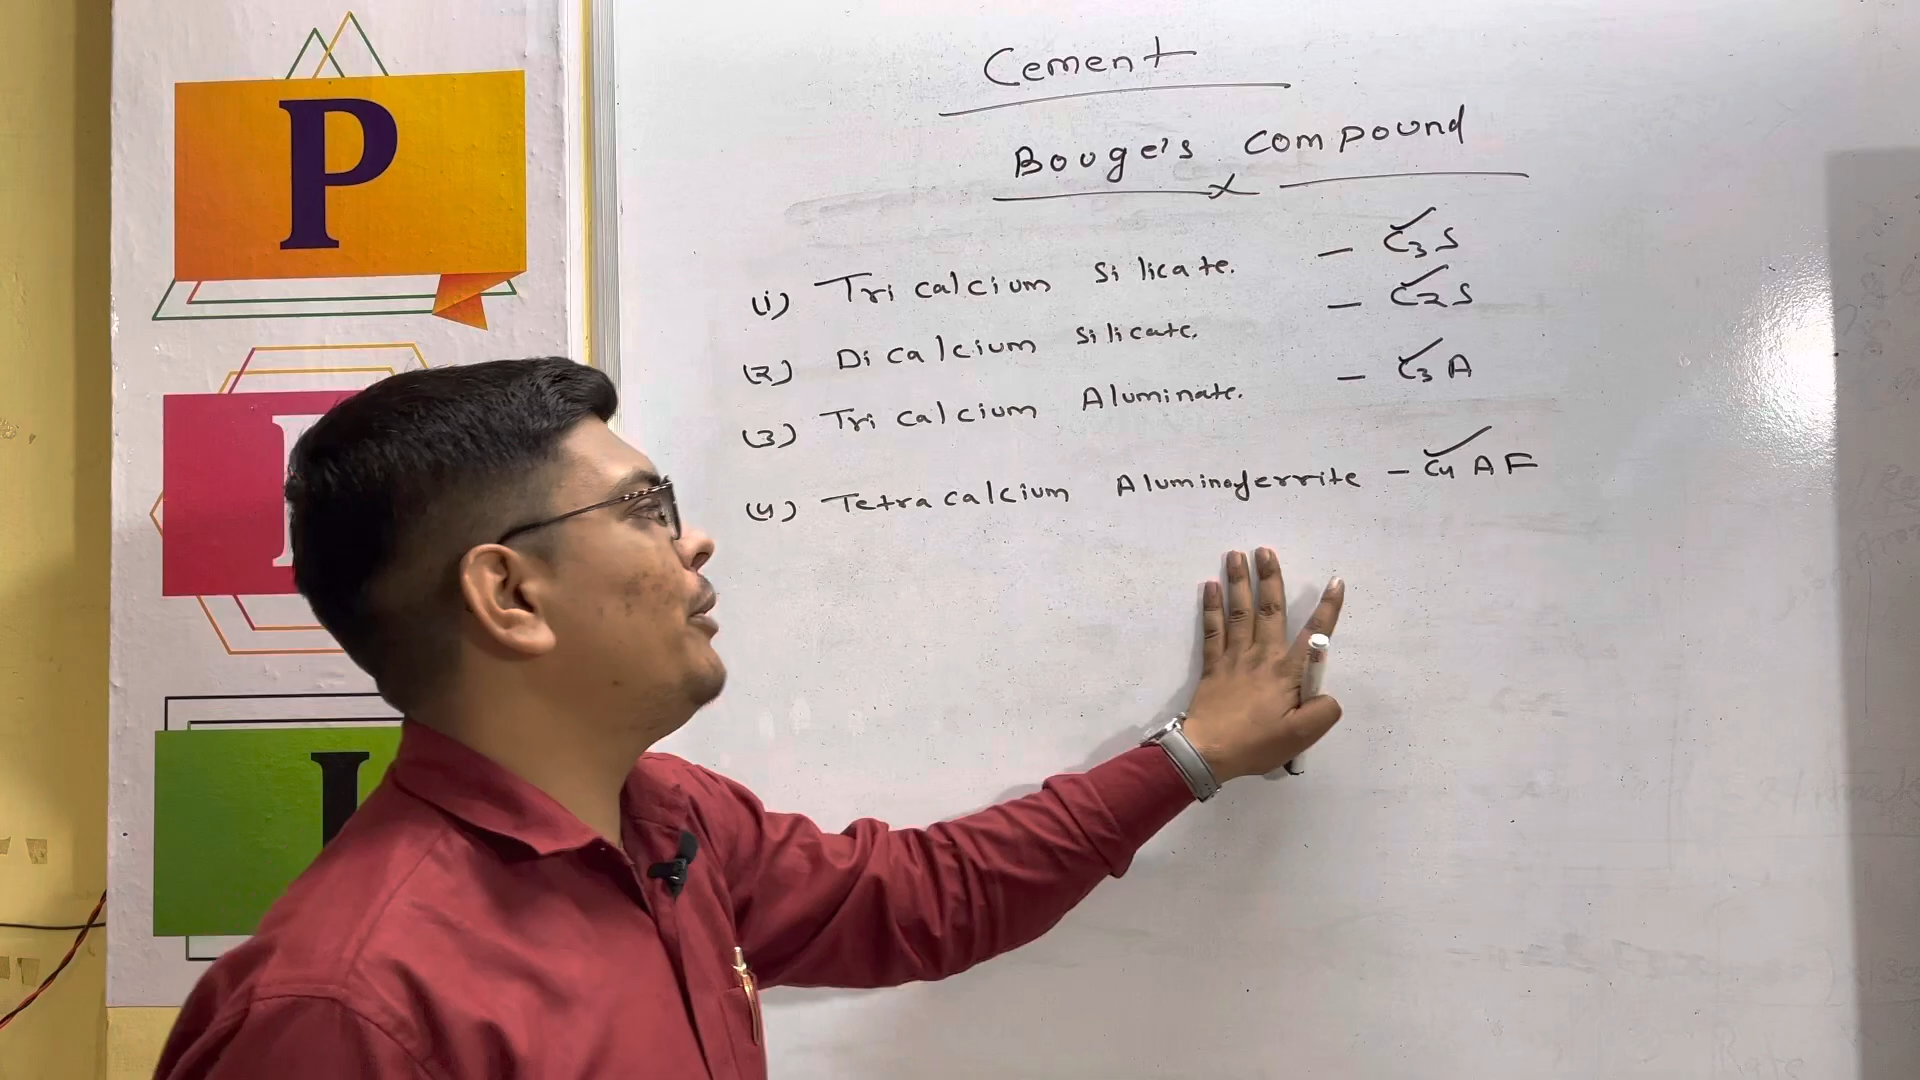 P
I
Cement
Bouge's compound
(i) Tri calcium Silicate. - C3S
(2) Di calcium Silicate. - C2S
(3) Tri calcium Aluminate. - C3A
(4) Tetra calcium Aluminoferrite - C4AF